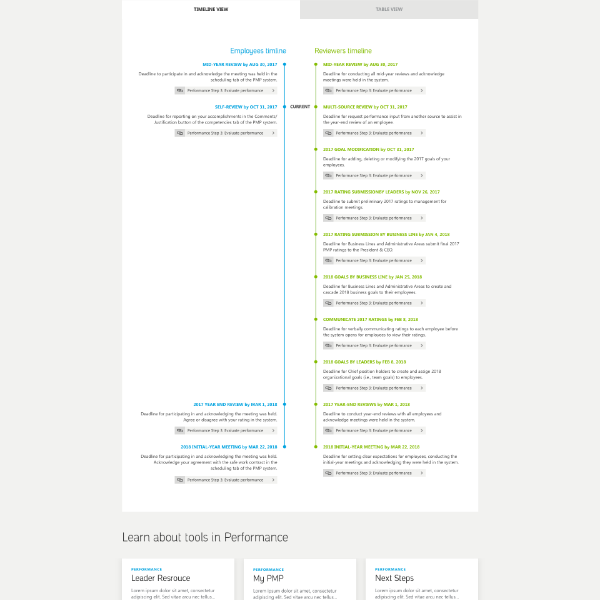 TIMELINE VIEW
TABLE VIEW
Employees timline
MID-YEAR REVIEW by AUG 30, 2017
Deadline to participate in and acknowledge the meeting was held in the
scheduling tab of the PMP system.
Performance Step 3: Evaluate performance
SELF-REVIEW by OCT 31, 2017
Deadline for reporting on your accomplishments in the Comments/
Justification button of the competencies tab of the PMP system.
Performance Step 3: Evaluate performance
2017 YEAR AND REVIEW by MAR 1, 2018
Deadline for participating in and acknowledging the meeting was held.
Agree or disagree with your rating in the system.
Performance Step 3: Evaluate performance
2018 INITIAL-YEAR MEETING by MAR 22, 2018
Deadline for participating in and acknowledging the meeting was held.
Acknowledge your agreement with the safe work contract in the
scheduling tab of the PMP system.
Performance Step 3: Evaluate performance
CURRENT
Reviewers timeline
MID-YEAR REVIEW by AUG 30, 2017
Deadline for conducting all mid-year reviews and acknowledge
meetings were held in the system.
Performance Step 3: Evaluate performance
MULTI-SOURCE REVIEW by OCT 31, 2017
Deadline for request performance input from another source to assist in
the year-end review of an employee.
Performance Step 3: Evaluate performance
2017 GOAL MODIFICATION by OCT 31, 2017
Deadline for adding, deleting or modifying the 2017 goals of your
employees.
Performance Step 3: Evaluate performance
2017 RATING SUBMISSION BY LEADERS by NOV 20, 2017
Deadline to submit preliminary 2017 ratings to management for
calibration meetings.
Performance Step 3: Evaluate performance
2017 RATING SUBMISSION BY BUSINESS LINE by JAN
Deadline for Business Lines and Administrative Areas submit final 2017
PMP ratings to the President & CEO.
Performance Step 3: Evaluate performance
2018 GOALS BY BUSINESS LINE by JAN 25, 2018
Deadline for Business Lines and Administrative Areas to create and
cascade 2018 business goals to their employees.
Performance Step 3: Evaluate performance
COMMUNICATE 2017 RATINGS by FEB 8, 2018
Deadline for verbally communicating ratings to each employee before
the system opens for employees to view their ratings.
Performance Step 3: Evaluate performance
2018 GOALS BY LEADERS by FEB 8, 2018
Deadline for Chief position holders to create and assign 2018
organizational goals (i.e., team goals) to employees.
Performance Step 3: Evaluate performance
2017 YEAR-END REVIEWS by MAR 1, 2018
Deadline to conduct year-end reviews with all employees and
acknowledge meetings were held in the system.
Performance Step 3: Evaluate performance
2018 INITIAL-YEAR MEETING by MAR 22, 2018
Deadline for setting clear expectations for employees: conducting the
initial-year meetings and acknowledging they were held in the system.
Performance Step 3: Evaluate performance
Learn about tools in Performance
PERFORMANCE
Leader Resrouce
Lorem ipsum dolor sit amet, consectetur
adipiscing elit. Sed vitae arcu nec tellus...
PERFORMANCE
My PMP
Lorem ipsum dolor sit amet, consectetur
adipiscing elit. Sed vitae arcu nec tellus...
PERFORMANCE
Next Steps
Lorem ipsum dolor sit amet, consectetur
adipiscing elit. Sed vitae arcu nec tellus...